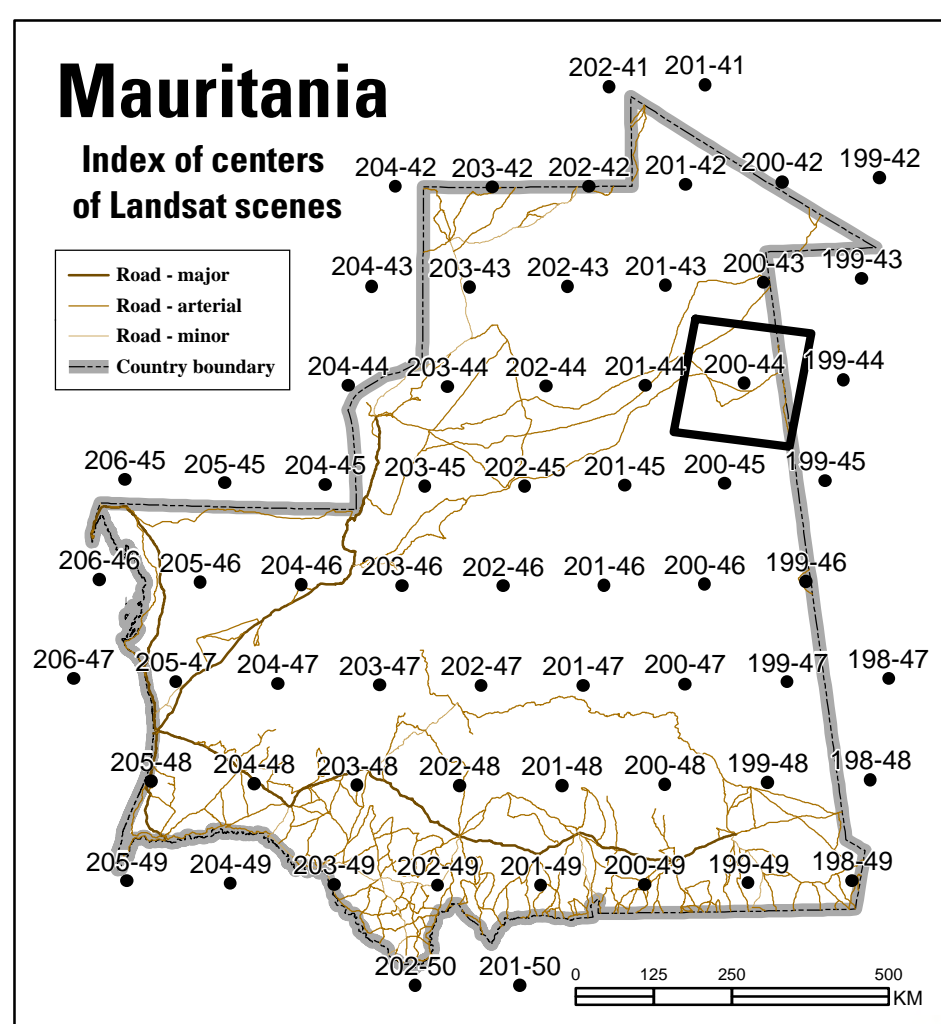 Mauritania
Index of centers
of Landsat scenes
Road - major
Road - arterial
Road - minor
Country boundary
202-41 201-41
204-42 203-42 202-42 201-42 200-42 199-42
204-43 203-43 202-43 201-43 200-43 199-43
204-44 203-44 202-44 201-44 200-44 199-44
206-45 205-45 204-45 203-45 202-45 201-45 200-45 199-45
206-46 205-46 204-46 203-46 202-46 201-46 200-46 199-46
206-47 205-47 204-47 203-47 202-47 201-47 200-47 199-47 198-47
205-48 204-48 203-48 202-48 201-48 200-48 199-48 198-48
205-49 204-49 203-49 202-49 201-49 200-49 199-49 198-49
202-50 201-50
0 125 250 500
KM